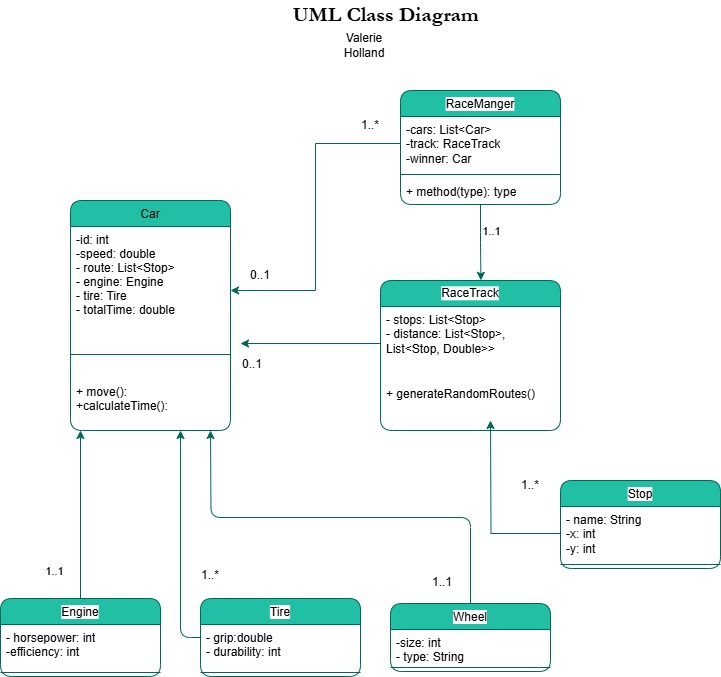 UML Class Diagram
Valerie
Holland
RaceManger
-cars: List<Car>
-track: RaceTrack
-winner: Car
+ method(type): type
1..*
1..1
0..1
Car
-id: int
-speed: double
- route: List<Stop>
- engine: Engine
- tire: Tire
- totalTime: double
+ move():
+calculateTime():
RaceTrack
- stops: List<Stop>
- distance: List<Stop>,
List<Stop, Double>>
+ generateRandomRoutes()
0..1
1..*
Stop
- name: String
-x: int
-y: int
1..1
Engine
- horsepower: int
-efficiency: int
1..*
Tire
- grip:double
- durability: int
1..1
Wheel
-size: int
- type: String